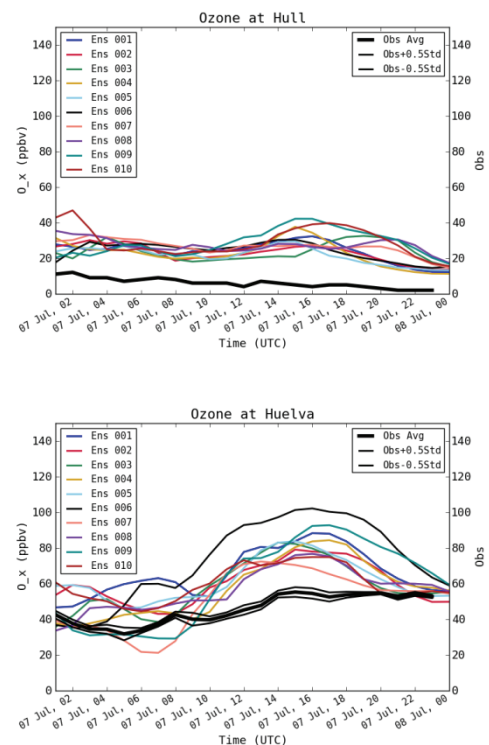 Ozone at Hull
140
120
100
80
60
40
20
0
O_x (ppbv)
Ens 001
Ens 002
Ens 003
Ens 004
Ens 005
Ens 006
Ens 007
Ens 008
Ens 009
Ens 010
Obs Avg
Obs+0.5Std
Obs-0.5Std
140
120
100
80
60
40
20
0
Obs
07 Jul, 02
07 Jul, 04
07 Jul, 06
07 Jul, 08
07 Jul, 10
07 Jul, 12
07 Jul, 14
07 Jul, 16
07 Jul, 18
07 Jul, 20
07 Jul, 22
08 Jul, 00
Time (UTC)
Ozone at Huelva
140
120
100
80
60
40
20
0
O_x (ppbv)
Ens 001
Ens 002
Ens 003
Ens 004
Ens 005
Ens 006
Ens 007
Ens 008
Ens 009
Ens 010
Obs Avg
Obs+0.5Std
Obs-0.5Std
140
120
100
80
60
40
20
0
Obs
07 Jul, 02
07 Jul, 04
07 Jul, 06
07 Jul, 08
07 Jul, 10
07 Jul, 12
07 Jul, 14
07 Jul, 16
07 Jul, 18
07 Jul, 20
07 Jul, 22
08 Jul, 00
Time (UTC)